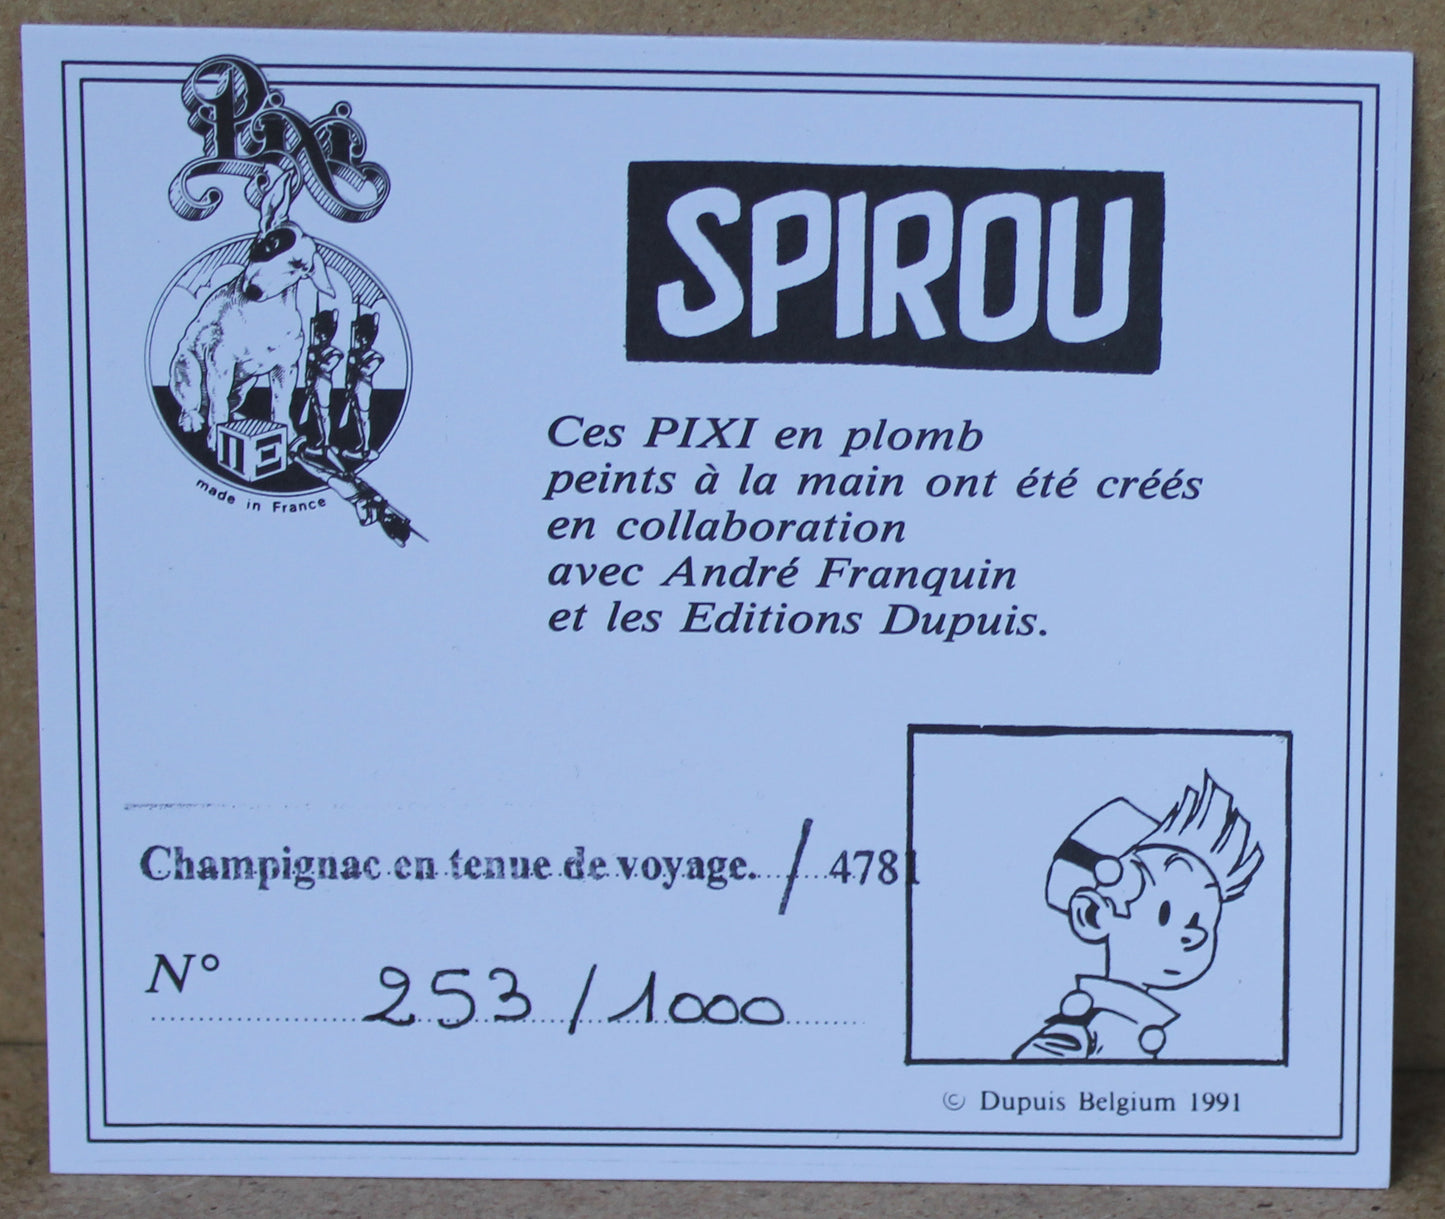 Pixi
made in France
SPIROU
Ces PIXI en plomb
peints à la main ont été créés
en collaboration
avec André Franquin
et les Editions Dupuis.
Champignac en tenue de voyage. / 4781
N° 253 / 1000
© Dupuis Belgium 1991